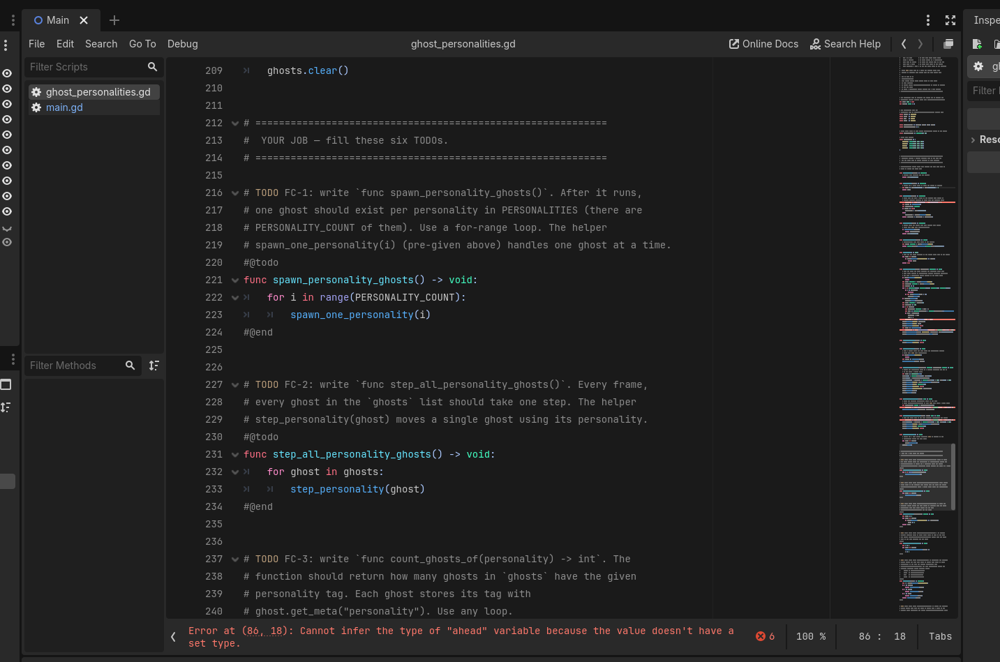 Main
Inspe
File Edit Search Go To Debug
ghost_personalities.gd
Online Docs
Search Help
Filter Scripts
ghost_personalities.gd
main.gd
Filter Methods
209 ghosts.clear()
210
211
212 # ============================================================
213 #  YOUR JOB — fill these six TODOs.
214 # ============================================================
215
216 # TODO FC-1: write `func spawn_personality_ghosts()`. After it runs,
217 # one ghost should exist per personality in PERSONALITIES (there are
218 # PERSONALITY_COUNT of them). Use a for-range loop. The helper
219 # spawn_one_personality(i) (pre-given above) handles one ghost at a time.
220 #@todo
221 func spawn_personality_ghosts() -> void:
222 for i in range(PERSONALITY_COUNT):
223 spawn_one_personality(i)
224 #@end
225
226
227 # TODO FC-2: write `func step_all_personality_ghosts()`. Every frame,
228 # every ghost in the `ghosts` list should take one step. The helper
229 # step_personality(ghost) moves a single ghost using its personality.
230 #@todo
231 func step_all_personality_ghosts() -> void:
232 for ghost in ghosts:
233 step_personality(ghost)
234 #@end
235
236
237 # TODO FC-3: write `func count_ghosts_of(personality) -> int`. The
238 # function should return how many ghosts in `ghosts` have the given
239 # personality tag. Each ghost stores its tag with
240 # ghost.get_meta("personality"). Use any loop.
Error at (86, 18): Cannot infer the type of "ahead" variable because the value doesn't have a
set type.
6
100 %
86 : 18
Tabs
gh
Filter
Reso